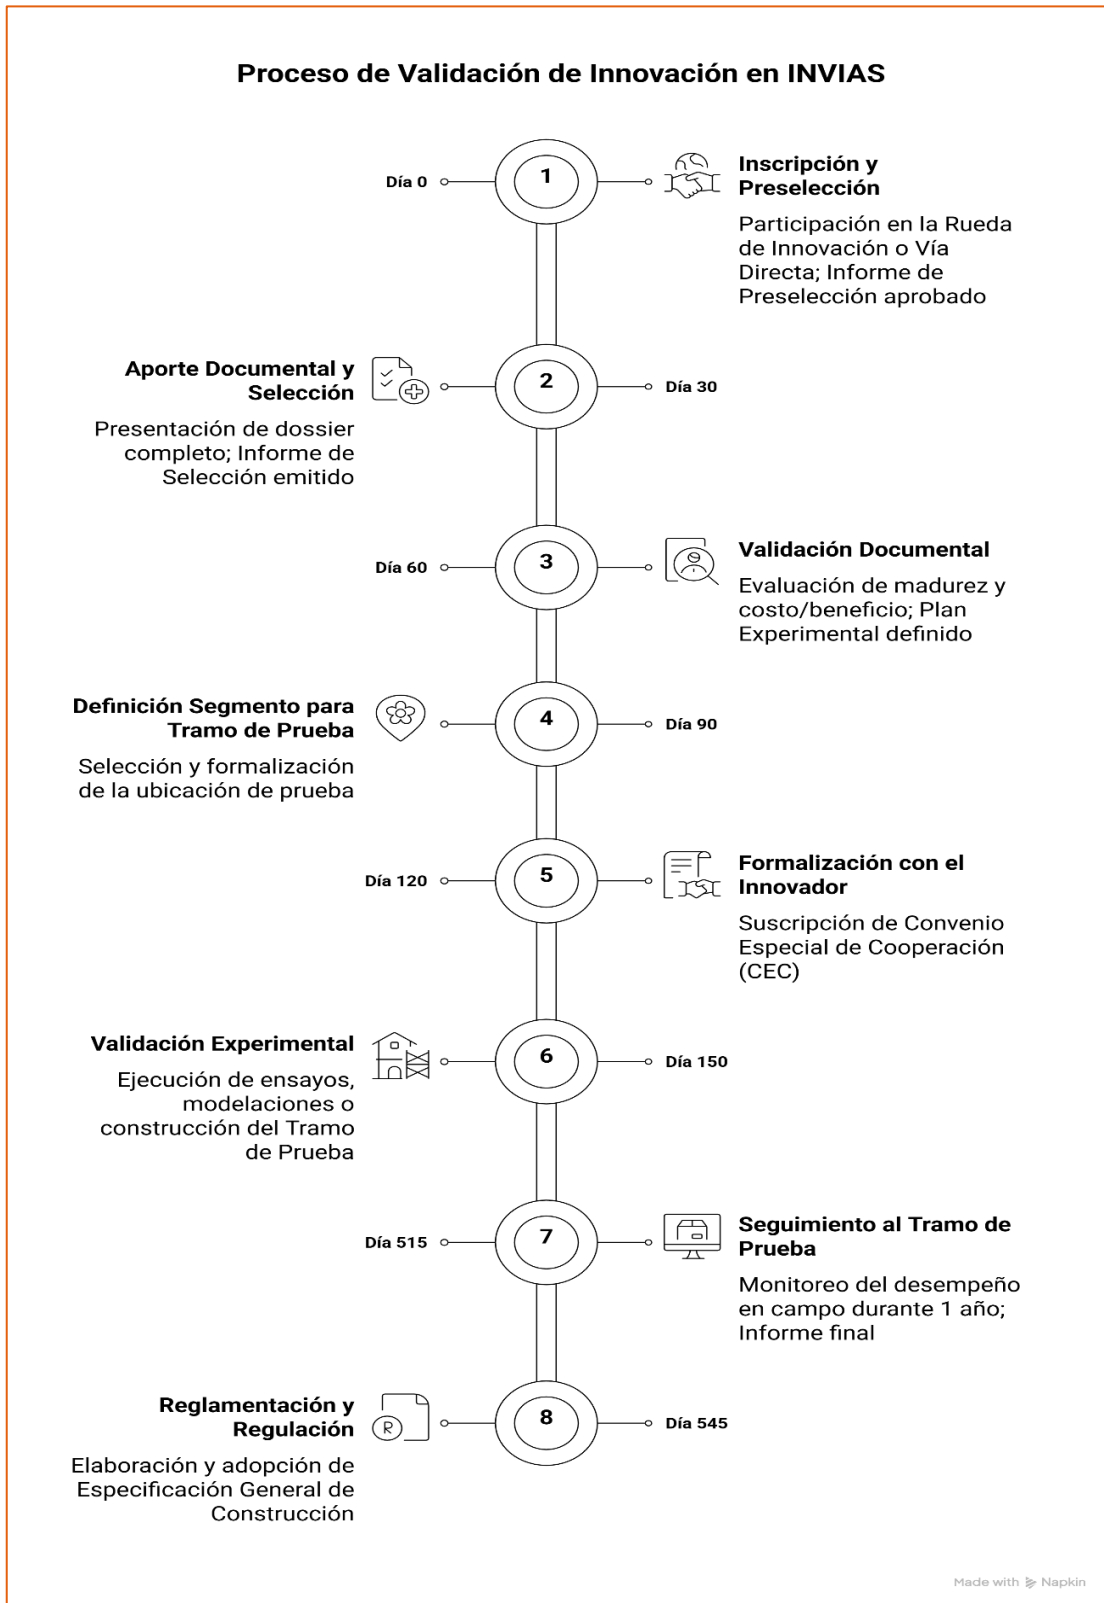 Proceso de Validación de Innovación en INVIAS
Día 0
1
Inscripción y
Preselección
Participación en la Rueda
de Innovación o Vía
Directa; Informe de
Preselección aprobado
Aporte Documental y
Selección
Presentación de dossier
completo; Informe de
Selección emitido
2
Día 30
Día 60
3
Validación Documental
Evaluación de madurez y
costo/beneficio; Plan
Experimental definido
Definición Segmento para
Tramo de Prueba
Selección y formalización
de la ubicación de prueba
4
Día 90
Día 120
5
Formalización con el
Innovador
Suscripción de Convenio
Especial de Cooperación
(CEC)
Validación Experimental
Ejecución de ensayos,
modelaciones o
construcción del Tramo
de Prueba
6
Día 150
Día 515
7
Seguimiento al Tramo de
Prueba
Monitoreo del desempeño
en campo durante 1 año;
Informe final
Reglamentación y
Regulación
Elaboración y adopción de
Especificación General de
Construcción
R
8
Día 545
Made with Napkin